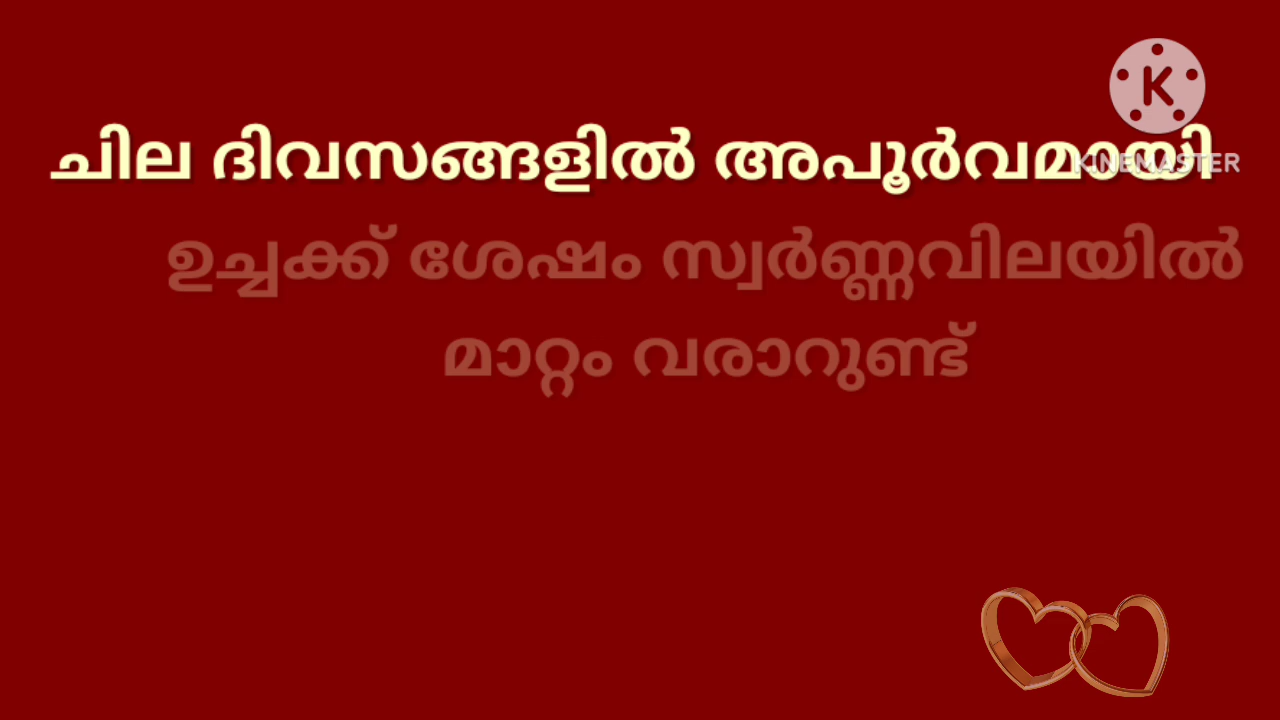 K
KINEMASTER
ചില ദിവസങ്ങളിൽ അപൂർവമായി
ഉച്ചക്ക് ശേഷം സ്വർണ്ണവിലയിൽ
മാറ്റം വരാറുണ്ട്